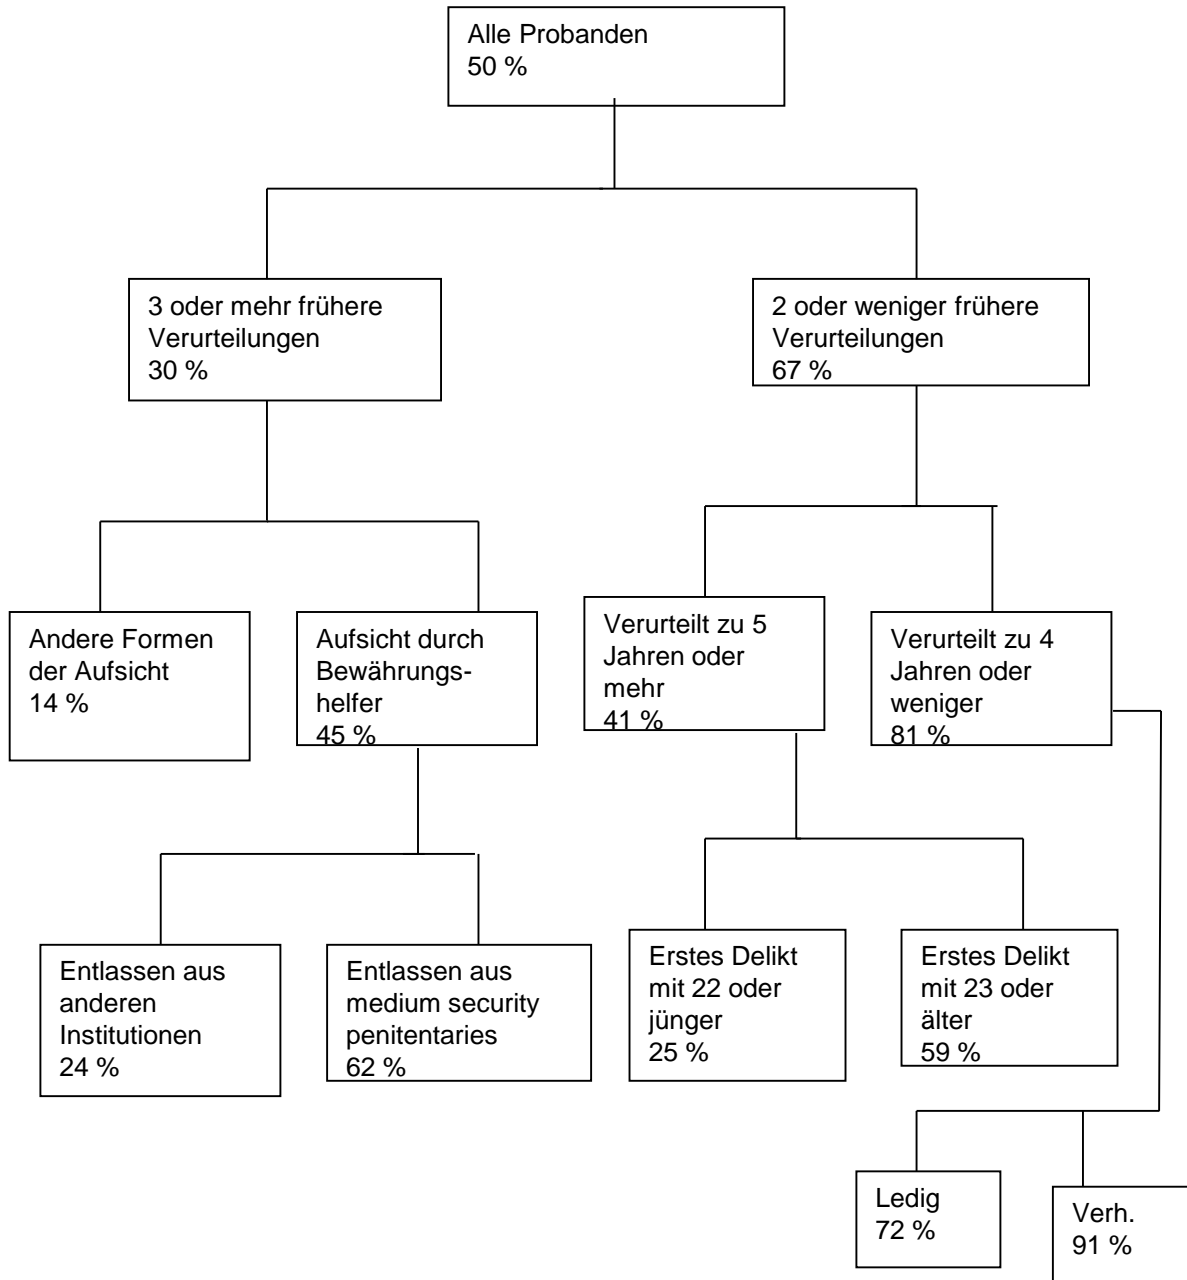 Alle Probanden
50 %
3 oder mehr frühere
Verurteilungen
30 %
2 oder weniger frühere
Verurteilungen
67 %
Andere Formen
der Aufsicht
14 %
Aufsicht durch
Bewährungs-
helfer
45 %
Verurteilt zu 5
Jahren oder
mehr
41 %
Verurteilt zu 4
Jahren oder
weniger
81 %
Entlassen aus
anderen
Institutionen
24 %
Entlassen aus
medium security
penitentaries
62 %
Erstes Delikt
mit 22 oder
jünger
25 %
Erstes Delikt
mit 23 oder
älter
59 %
Ledig
72 %
Verh.
91 %